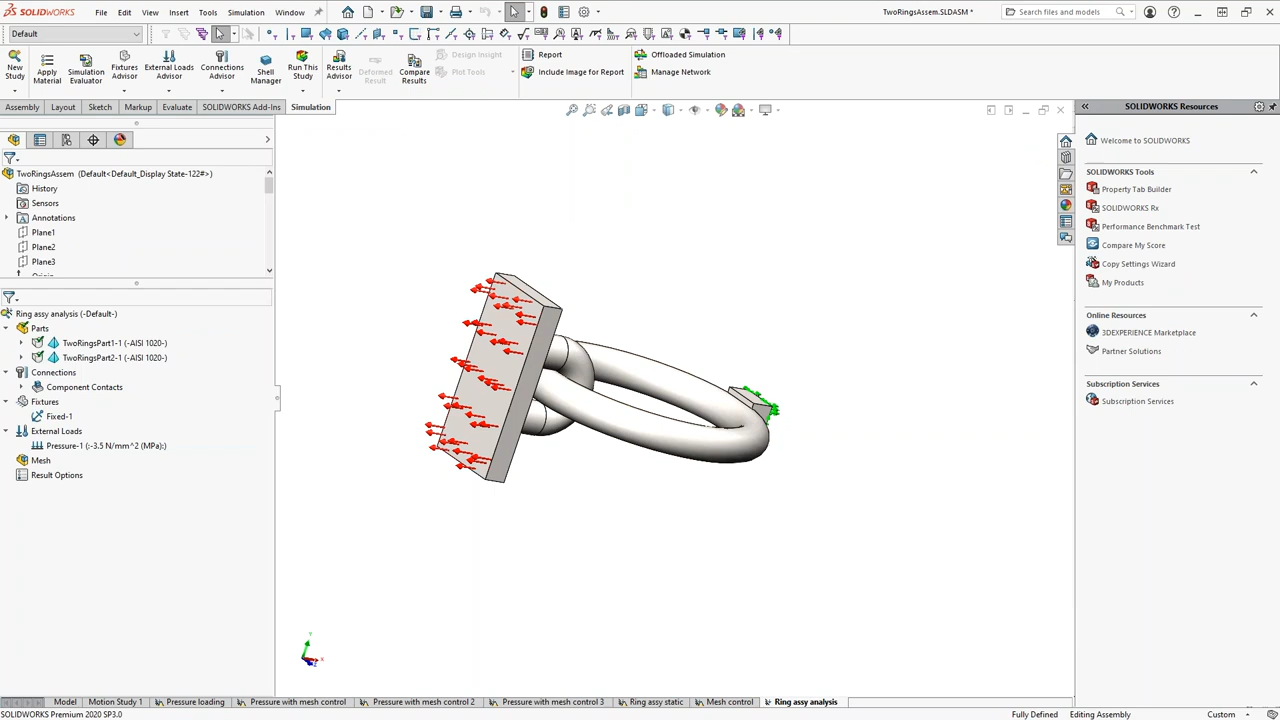 SOLIDWORKS File Edit View Insert Tools Simulation Window TwoRingsAssem.SLDASM Search files and models
Default
New Study
Apply Material
Simulation Evaluator
Fixtures Advisor
External Loads Advisor
Connections Advisor
Shell Manager
Run This Study
Results Advisor
Deformed Result
Compare Results
Design Insight
Plot Tools
Report
Include Image for Report
Offloaded Simulation
Manage Network
Assembly Layout Sketch Markup Evaluate SOLIDWORKS Add-Ins Simulation
TwoRingsAssem (Default<Default_Display State-122#>)
History
Sensors
Annotations
Plane1
Plane2
Plane3
Ring assy analysis (-Default-)
Parts
TwoRingsPart1-1 (-AISI 1020-)
TwoRingsPart2-1 (-AISI 1020-)
Connections
Component Contacts
Fixtures
Fixed-1
External Loads
Pressure-1 (:-3.5 N/mm^2 (MPa):)
Mesh
Result Options
SOLIDWORKS Resources
Welcome to SOLIDWORKS
SOLIDWORKS Tools
Property Tab Builder
SOLIDWORKS Rx
Performance Benchmark Test
Compare My Score
Copy Settings Wizard
My Products
Online Resources
3DEXPERIENCE Marketplace
Partner Solutions
Subscription Services
Subscription Services
Model Motion Study 1 Pressure loading Pressure with mesh control Pressure with mesh control 2 Pressure with mesh control 3 Ring assy static Mesh control Ring assy analysis
SOLIDWORKS Premium 2020 SP3.0 Fully Defined Editing Assembly Custom